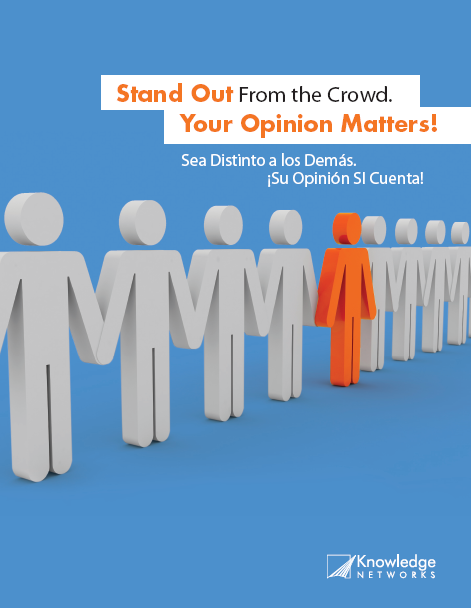 Stand Out From the Crowd.
Your Opinion Matters!
Sea Distinto a los Demás.
¡Su Opinión SI Cuenta!
Knowledge
NETWORKS